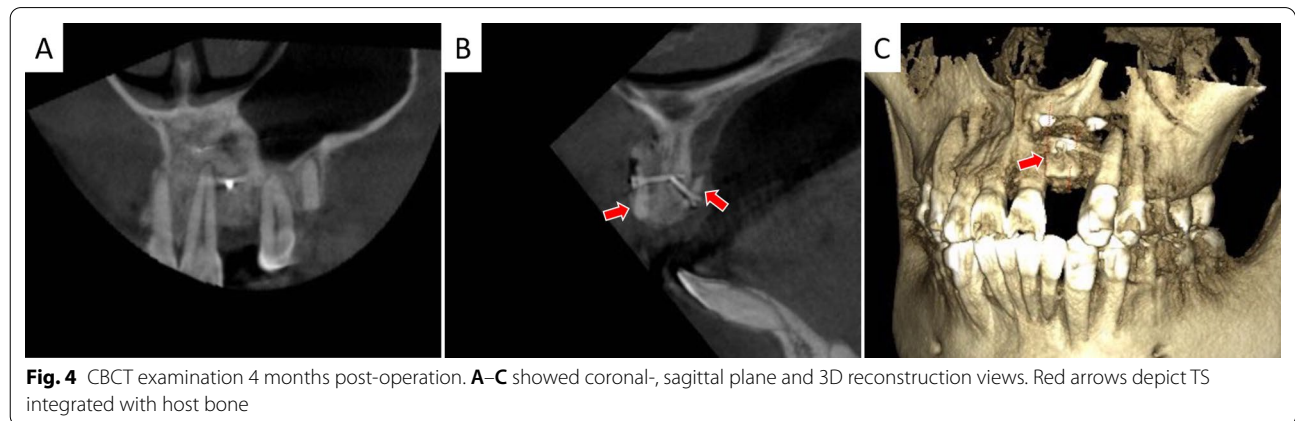 A
B
C
Fig. 4 CBCT examination 4 months post-operation. A–C showed coronal-, sagittal plane and 3D reconstruction views. Red arrows depict TS
integrated with host bone